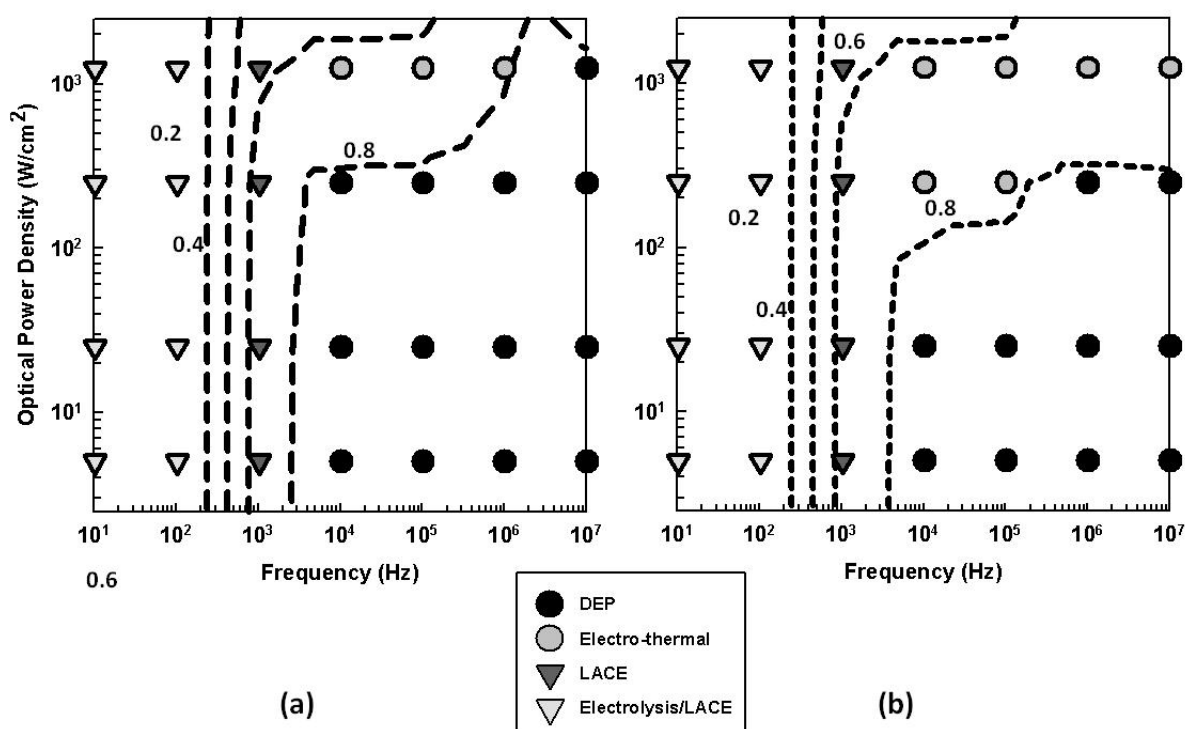 0.6
10³
10³
0.2
0.8
Optical Power Density (W/cm²)
0.2
0.8
0.4
10²
10²
0.4
10¹
10¹
10¹ 10² 10³ 10⁴ 10⁵ 10⁶ 10⁷
10¹ 10² 10³ 10⁴ 10⁵ 10⁶ 10⁷
Frequency (Hz)
Frequency (Hz)
0.6
DEP
Electro-thermal
LACE
Electrolysis/LACE
(a)
(b)